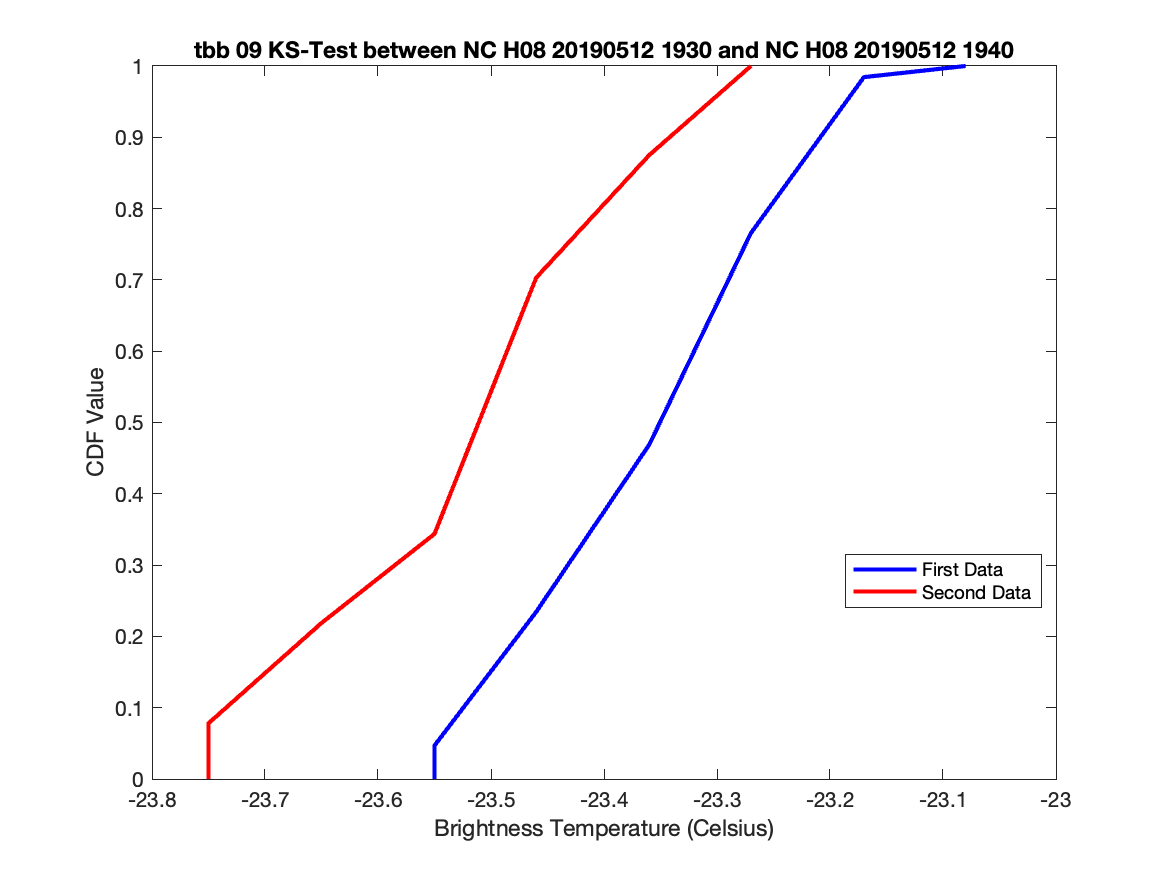 tbb 09 KS-Test between NC H08 20190512 1930 and NC H08 20190512 1940
1
0.9
0.8
0.7
0.6
0.5
0.4
0.3
0.2
0.1
0
CDF Value
First Data
Second Data
-23.8 -23.7 -23.6 -23.5 -23.4 -23.3 -23.2 -23.1 -23
Brightness Temperature (Celsius)